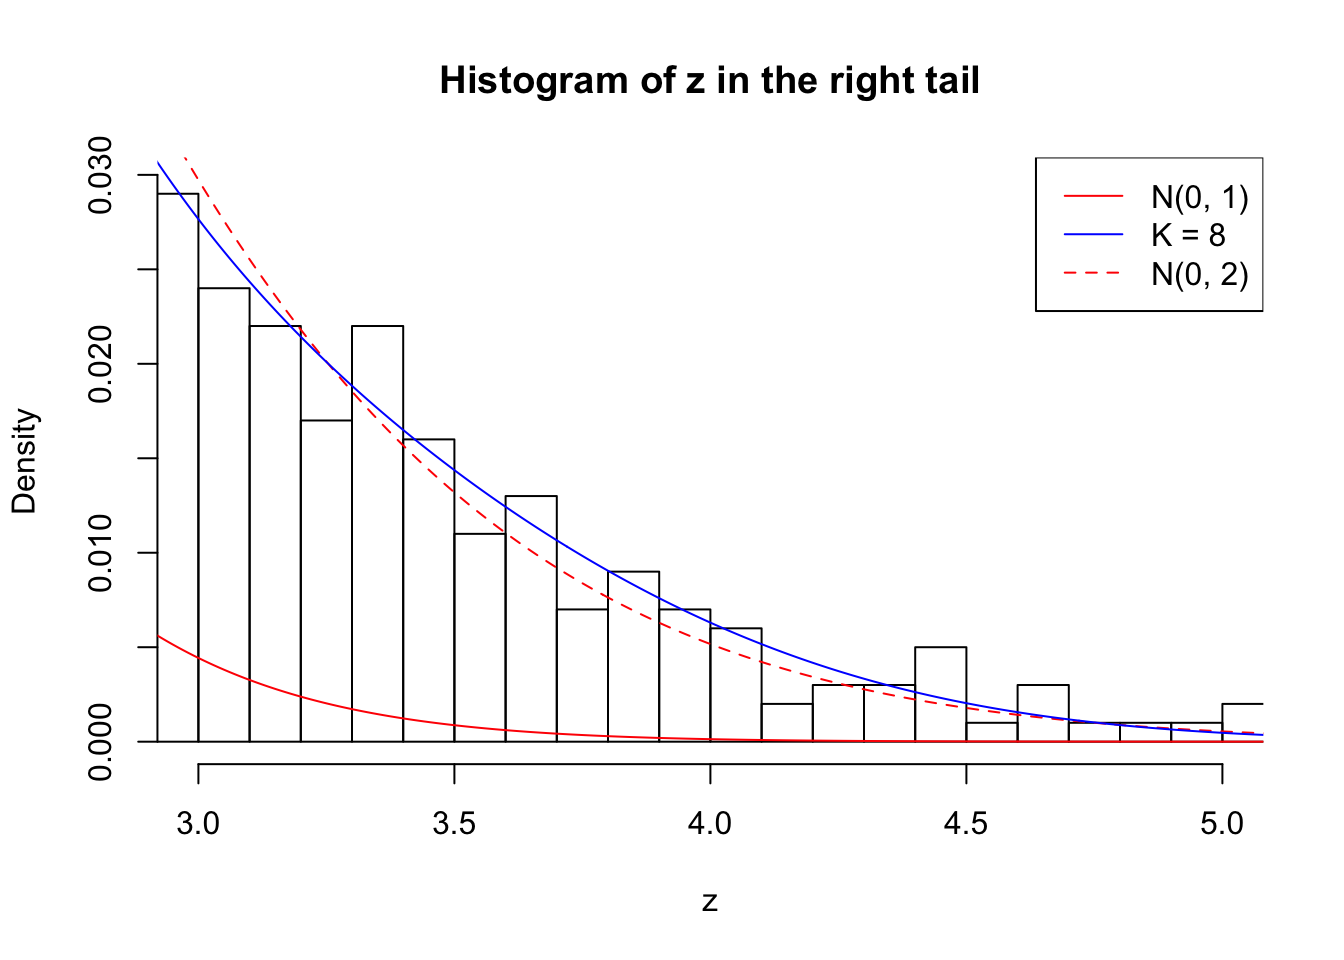 Histogram of z in the right tail
Density
0.030
0.020
0.010
0.000
N(0, 1)
K = 8
N(0, 2)
3.0 3.5 4.0 4.5 5.0
z